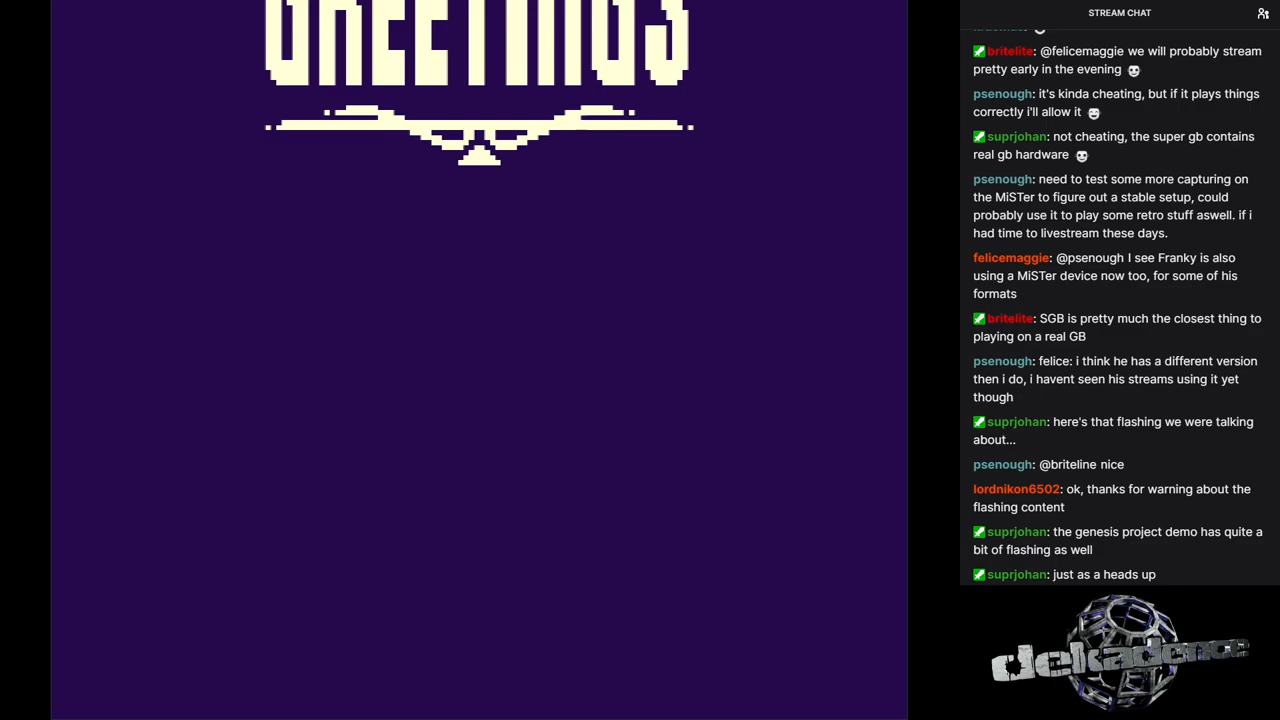 GREETINGS
STREAM CHAT
britelite: @felicemaggie we will probably stream
pretty early in the evening
psenough: it's kinda cheating, but if it plays things
correctly i'll allow it
suprjohan: not cheating, the super gb contains
real gb hardware
psenough: need to test some more capturing on
the MiSTer to figure out a stable setup, could
probably use it to play some retro stuff aswell. if i
had time to livestream these days.
felicemaggie: @psenough I see Franky is also
using a MiSTer device now too, for some of his
formats
britelite: SGB is pretty much the closest thing to
playing on a real GB
psenough: felice: i think he has a different version
then i do, i havent seen his streams using it yet
though
suprjohan: here's that flashing we were talking
about...
psenough: @briteline nice
lordnikon6502: ok, thanks for warning about the
flashing content
suprjohan: the genesis project demo has quite a
bit of flashing as well
suprjohan: just as a heads up
dekadence